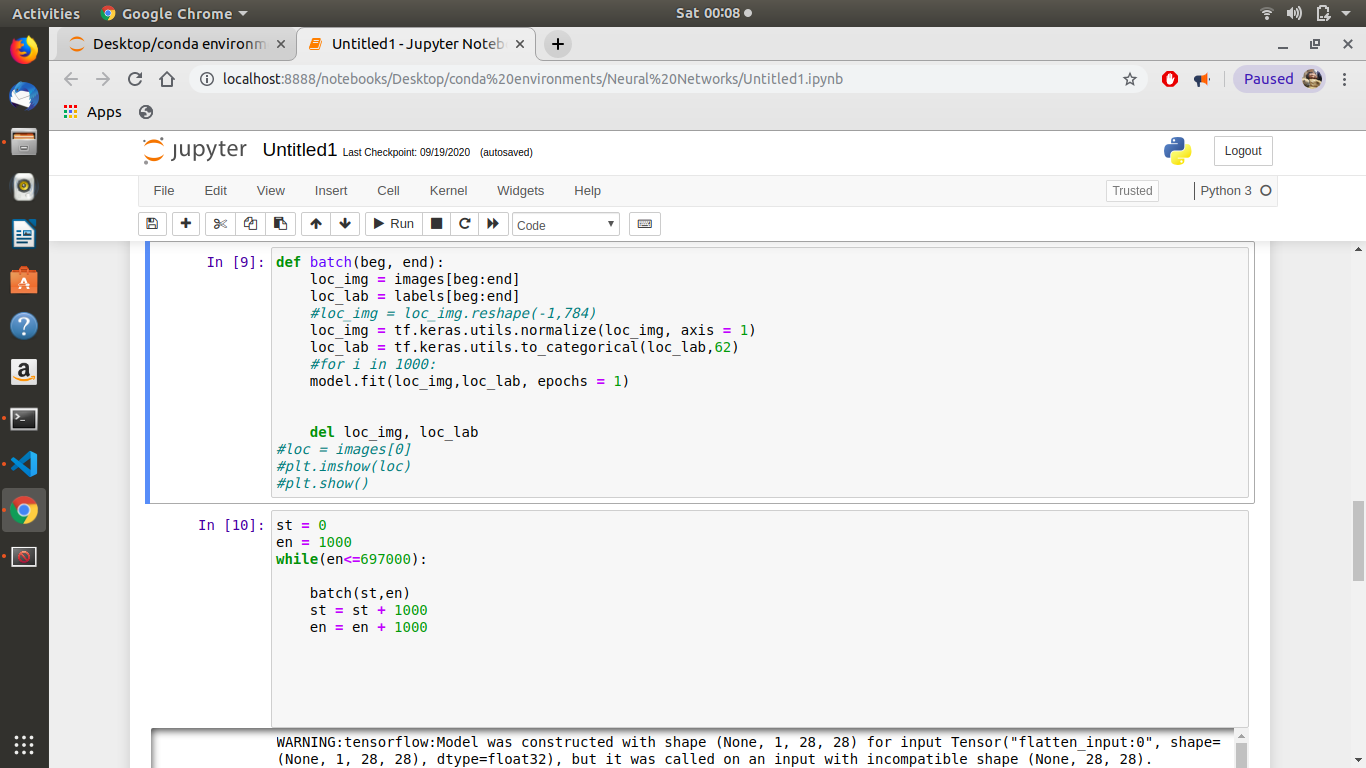 Activities Google Chrome Sat 00:08
Desktop/conda environm Untitled1 - Jupyter Noteb
localhost:8888/notebooks/Desktop/conda%20environments/Neural%20Networks/Untitled1.ipynb Paused
Apps
jupyter Untitled1 Last Checkpoint: 09/19/2020 (autosaved) Logout
File Edit View Insert Cell Kernel Widgets Help Trusted Python 3
Run Code
In [9]: def batch(beg, end):
    loc_img = images[beg:end]
    loc_lab = labels[beg:end]
    #loc_img = loc_img.reshape(-1,784)
    loc_img = tf.keras.utils.normalize(loc_img, axis = 1)
    loc_lab = tf.keras.utils.to_categorical(loc_lab,62)
    #for i in 1000:
    model.fit(loc_img,loc_lab, epochs = 1)
    del loc_img, loc_lab
#loc = images[0]
#plt.imshow(loc)
#plt.show()
In [10]: st = 0
en = 1000
while(en<=697000):
    batch(st,en)
    st = st + 1000
    en = en + 1000
WARNING:tensorflow:Model was constructed with shape (None, 1, 28, 28) for input Tensor("flatten_input:0", shape=
(None, 1, 28, 28), dtype=float32), but it was called on an input with incompatible shape (None, 28, 28).